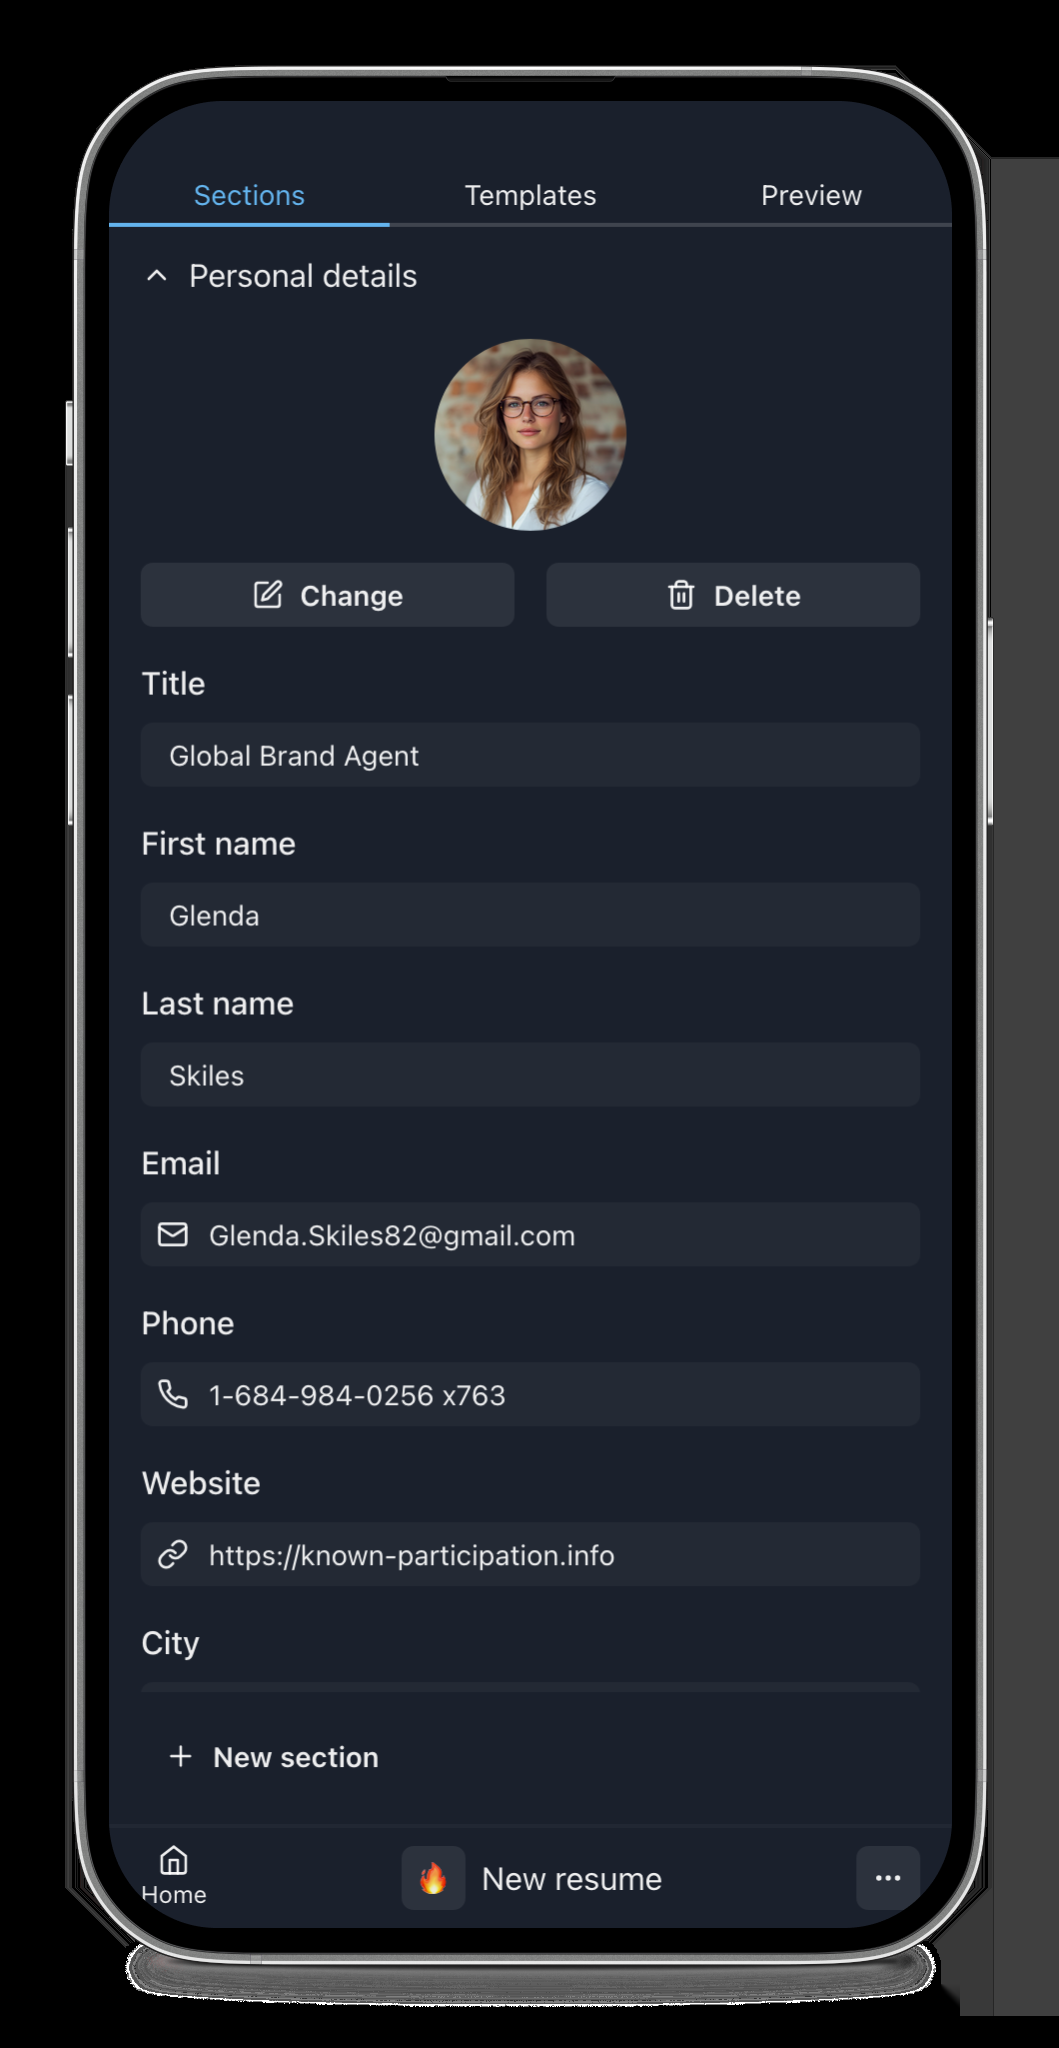 Sections
Templates
Preview
Personal details
Change
Delete
Title
Global Brand Agent
First name
Glenda
Last name
Skiles
Email
Glenda.Skiles82@gmail.com
Phone
1-684-984-0256 x763
Website
https://known-participation.info
City
New section
Home
New resume